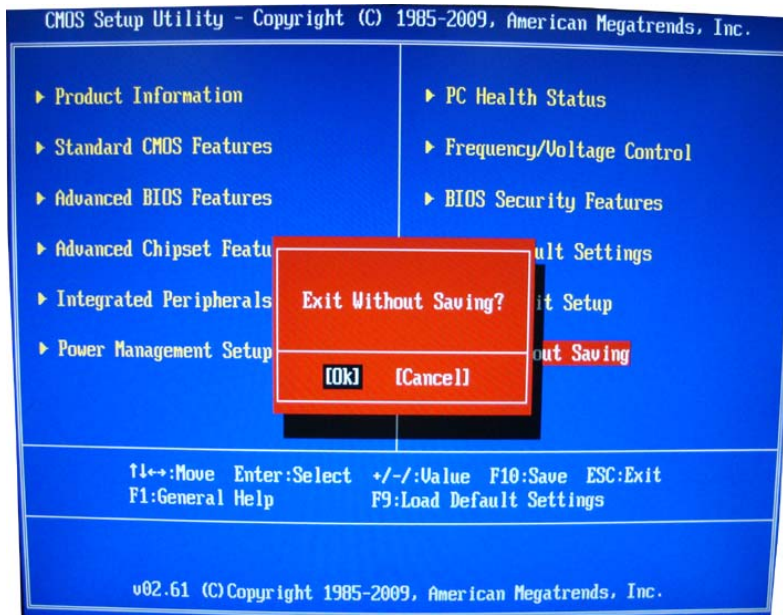 CMOS Setup Utility - Copyright (C) 1985-2009, American Megatrends, Inc.
▶ Product Information
▶ Standard CMOS Features
▶ Advanced BIOS Features
▶ Advanced Chipset Featu
▶ Integrated Peripherals
▶ Power Management Setup
▶ PC Health Status
▶ Frequency/Voltage Control
▶ BIOS Security Features
ult Settings
it Setup
out Saving
Exit Without Saving?
[Ok] [Cancel]
↑↓←→:Move Enter:Select +/-/:Value F10:Save ESC:Exit
F1:General Help F9:Load Default Settings
v02.61 (C)Copyright 1985-2009, American Megatrends, Inc.